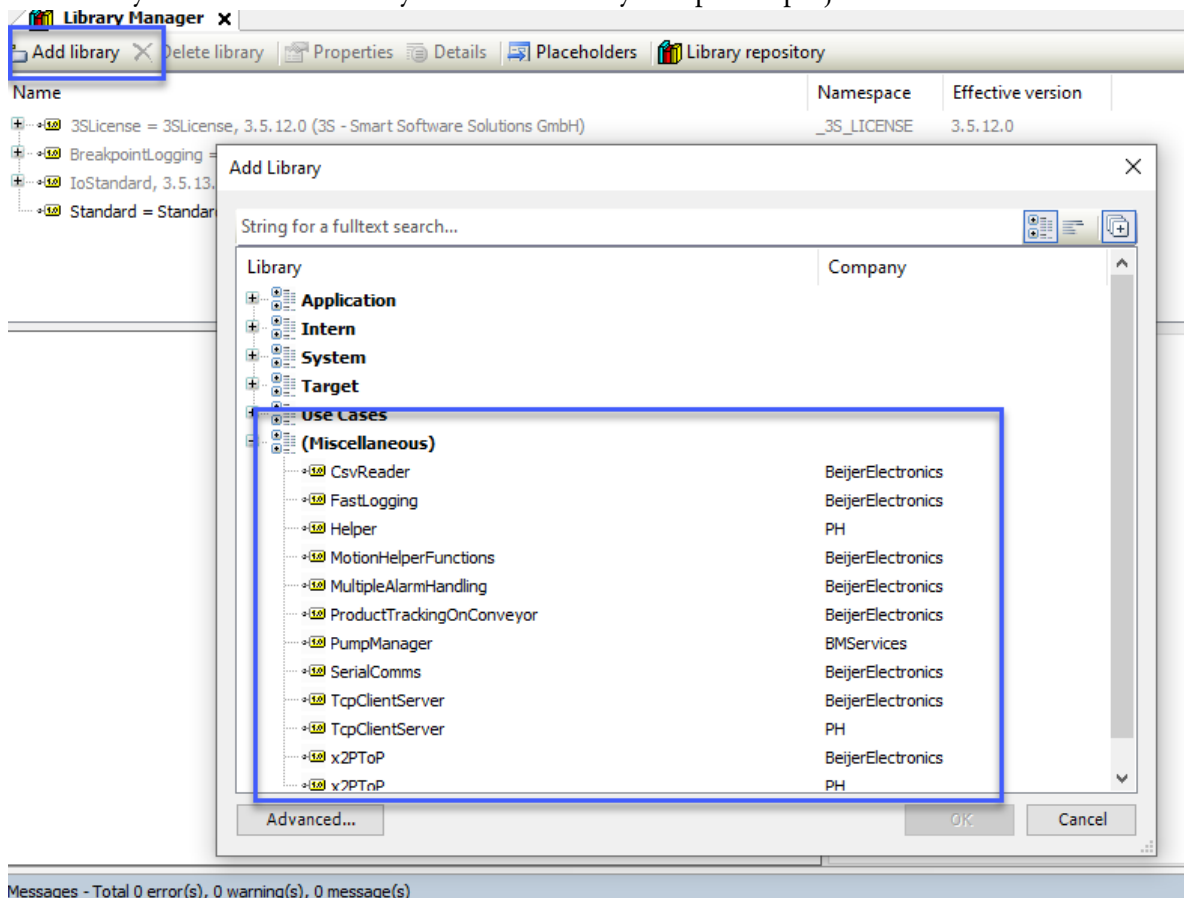 Library Manager
Add library Delete library Properties Details Placeholders Library repository
Name Namespace Effective version
3SLicense = 3SLicense, 3.5.12.0 (3S - Smart Software Solutions GmbH) _3S_LICENSE 3.5.12.0
BreakpointLogging =
IoStandard, 3.5.13.
Standard = Standar
Add Library
String for a fulltext search...
Library Company
Application
Intern
System
Target
Use Cases
(Miscellaneous)
CsvReader BeijerElectronics
FastLogging BeijerElectronics
Helper PH
MotionHelperFunctions BeijerElectronics
MultipleAlarmHandling BeijerElectronics
ProductTrackingOnConveyor BeijerElectronics
PumpManager BMServices
SerialComms BeijerElectronics
TcpClientServer BeijerElectronics
TcpClientServer PH
x2PToP BeijerElectronics
x2PToP PH
Advanced... OK Cancel
Messages - Total 0 error(s), 0 warning(s), 0 message(s)